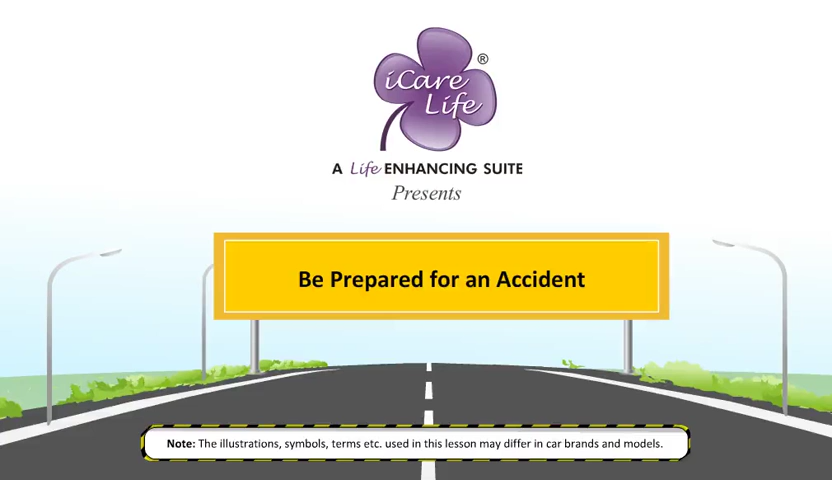 iCare
Life ®
A Life ENHANCING SUITE
Presents
Be Prepared for an Accident
Note: The illustrations, symbols, terms etc. used in this lesson may differ in car brands and models.